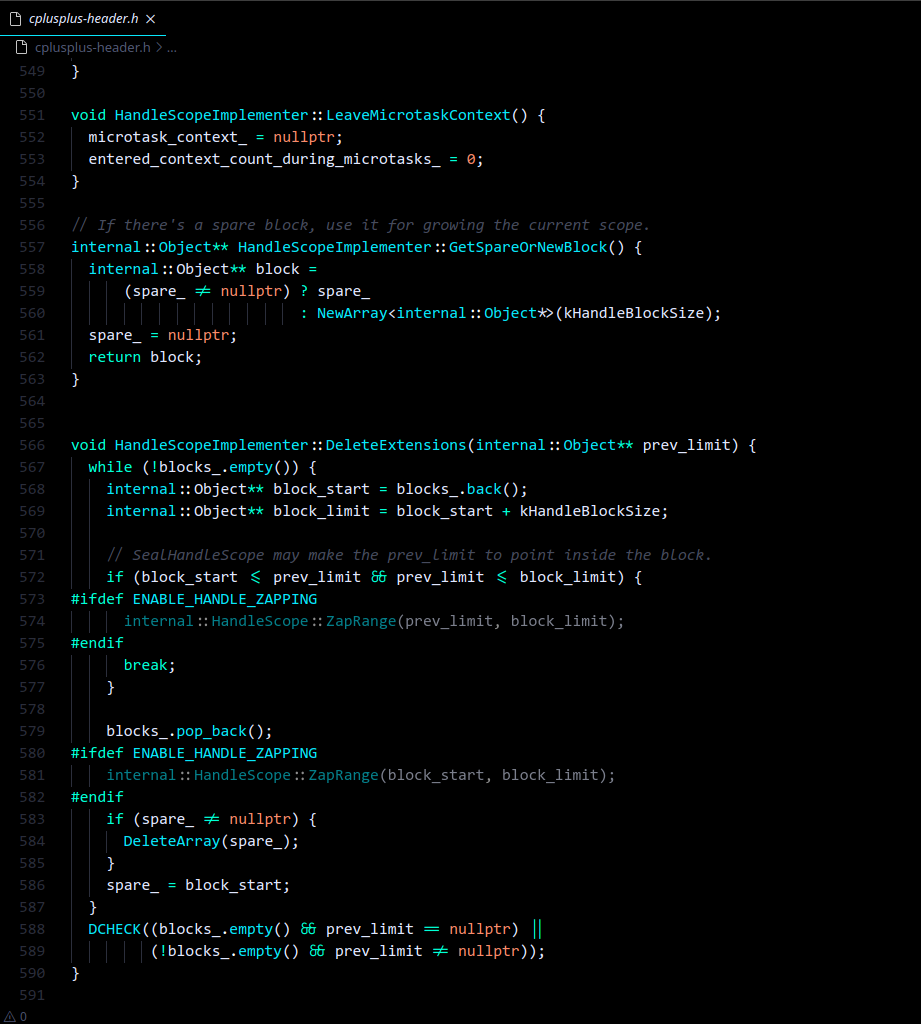 cplusplus-header.h ×
cplusplus-header.h > ...
549 }
550
551 void HandleScopeImplementer::LeaveMicrotaskContext() {
552   microtask_context_ = nullptr;
553   entered_context_count_during_microtasks_ = 0;
554 }
555
556 // If there's a spare block, use it for growing the current scope.
557 internal::Object** HandleScopeImplementer::GetSpareOrNewBlock() {
558   internal::Object** block =
559       (spare_ != nullptr) ? spare_
560                           : NewArray<internal::Object*>(kHandleBlockSize);
561   spare_ = nullptr;
562   return block;
563 }
564
565
566 void HandleScopeImplementer::DeleteExtensions(internal::Object** prev_limit) {
567   while (!blocks_.empty()) {
568     internal::Object** block_start = blocks_.back();
569     internal::Object** block_limit = block_start + kHandleBlockSize;
570
571     // SealHandleScope may make the prev_limit to point inside the block.
572     if (block_start <= prev_limit && prev_limit <= block_limit) {
573 #ifdef ENABLE_HANDLE_ZAPPING
574       internal::HandleScope::ZapRange(prev_limit, block_limit);
575 #endif
576       break;
577     }
578
579     blocks_.pop_back();
580 #ifdef ENABLE_HANDLE_ZAPPING
581     internal::HandleScope::ZapRange(block_start, block_limit);
582 #endif
583     if (spare_ != nullptr) {
584       DeleteArray(spare_);
585     }
586     spare_ = block_start;
587   }
588   DCHECK((blocks_.empty() && prev_limit == nullptr) ||
589          (!blocks_.empty() && prev_limit != nullptr));
590 }
591
0